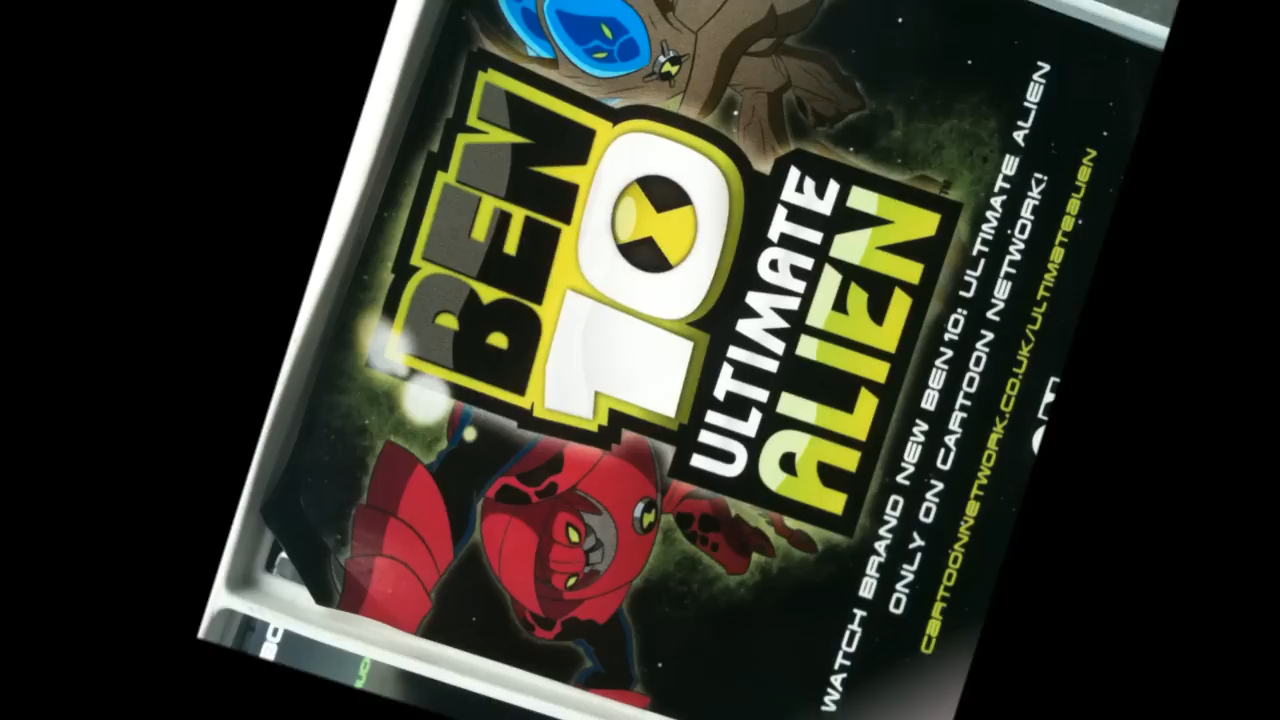 BEN
10
ULTIMATE
ALIEN
™
WATCH BRAND NEW BEN 10: ULTIMATE ALIEN
ONLY ON CARTOON NETWORK!
CARTOONNETWORK.CO.UK/ULTIMATEALIEN